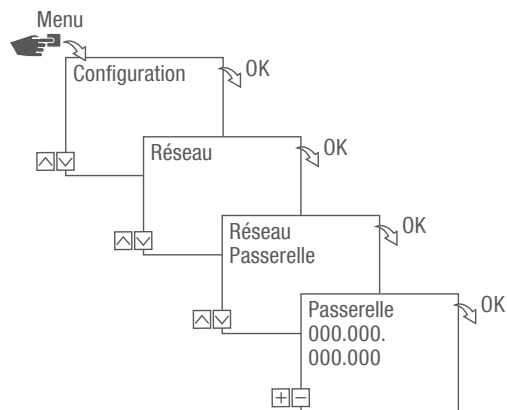 Menu
Configuration
OK
Réseau
OK
Réseau
Passerelle
OK
Passerelle
000.000.
000.000
OK